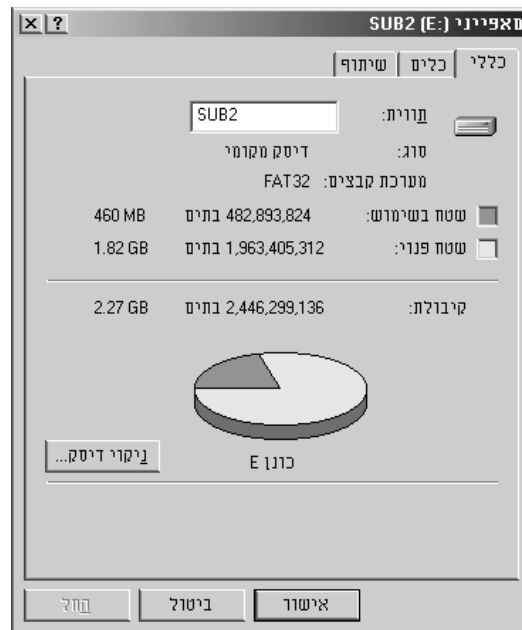 מאפייני SUB2 (E:)
כללי כלים שיתוף
תווית: SUB2
סוג: דיסק מקומי
מערכת קבצים: FAT32
שטח בשימוש: 482,893,824 בתים 460 MB
שטח פנוי: 1,963,405,312 בתים 1.82 GB
קיבולת: 2,446,299,136 בתים 2.27 GB
כונן E
ניקוי דיסק...
אישור ביטול החל